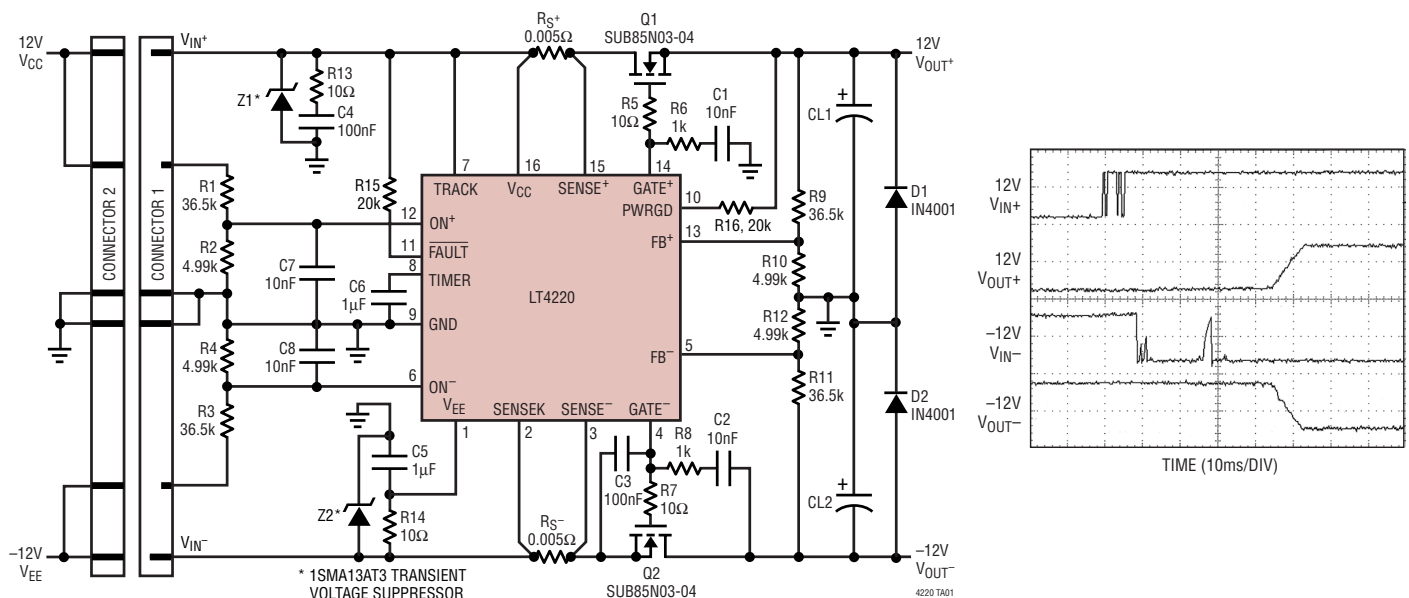 12V
VCC
CONNECTOR 2
CONNECTOR 1
VIN+
Z1*
R13
10Ω
C4
100nF
RS+
0.005Ω
Q1
SUB85N03-04
12V
VOUT+
R5
10Ω
R6
1k
C1
10nF
CL1
+
R1
36.5k
R2
4.99k
R15
20k
7
16
15
14
TRACK
VCC
SENSE+
GATE+
12
ON+
11
FAULT
8
TIMER
9
GND
6
ON−
VEE
SENSEK
SENSE−
GATE−
LT4220
PWRGD
10
R16, 20k
FB+
13
FB−
5
1
2
3
4
C7
10nF
C6
1µF
C8
10nF
R4
4.99k
R3
36.5k
R9
36.5k
R10
4.99k
R12
4.99k
R11
36.5k
D1
IN4001
D2
IN4001
C5
1µF
Z2*
R14
10Ω
C3
100nF
R8
1k
C2
10nF
R7
10Ω
RS−
0.005Ω
Q2
SUB85N03-04
CL2
+
−12V
VEE
VIN−
* 1SMA13AT3 TRANSIENT
VOLTAGE SUPPRESSOR
−12V
VOUT−
4220 TA01
12V
VIN+
12V
VOUT+
−12V
VIN−
−12V
VOUT−
TIME (10ms/DIV)